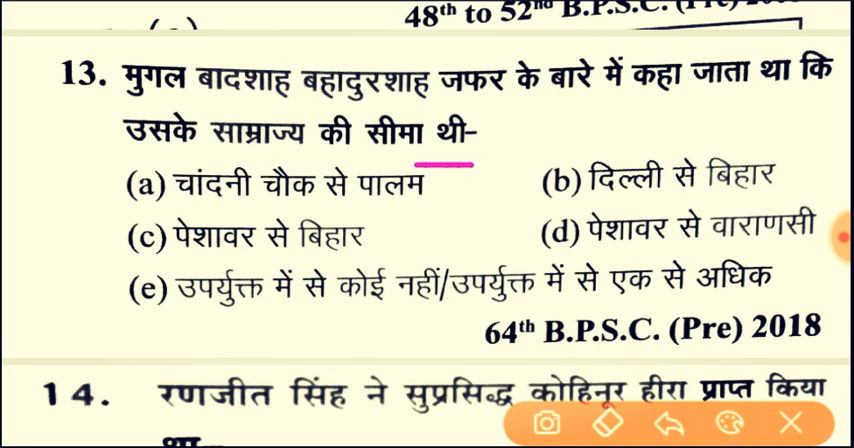 48th to 52nd B.P.S.C.
13. मुगल बादशाह बहादुरशाह जफर के बारे में कहा जाता था कि
उसके साम्राज्य की सीमा थी-
(a) चांदनी चौक से पालम (b) दिल्ली से बिहार
(c) पेशावर से बिहार (d) पेशावर से वाराणसी
(e) उपर्युक्त में से कोई नहीं/उपर्युक्त में से एक से अधिक
64th B.P.S.C. (Pre) 2018
14. रणजीत सिंह ने सुप्रसिद्ध कोहिनूर हीरा प्राप्त किया